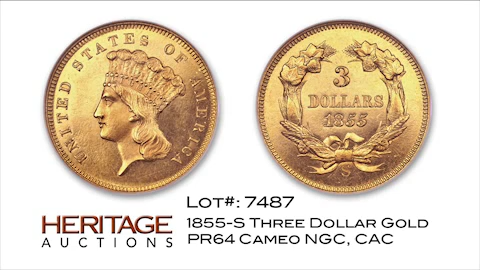 UNITED STATES OF AMERICA
3
DOLLARS
1855
S
LOT#: 7487
HERITAGE
AUCTIONS
1855-S THREE DOLLAR GOLD
PR64 CAMEO NGC, CAC